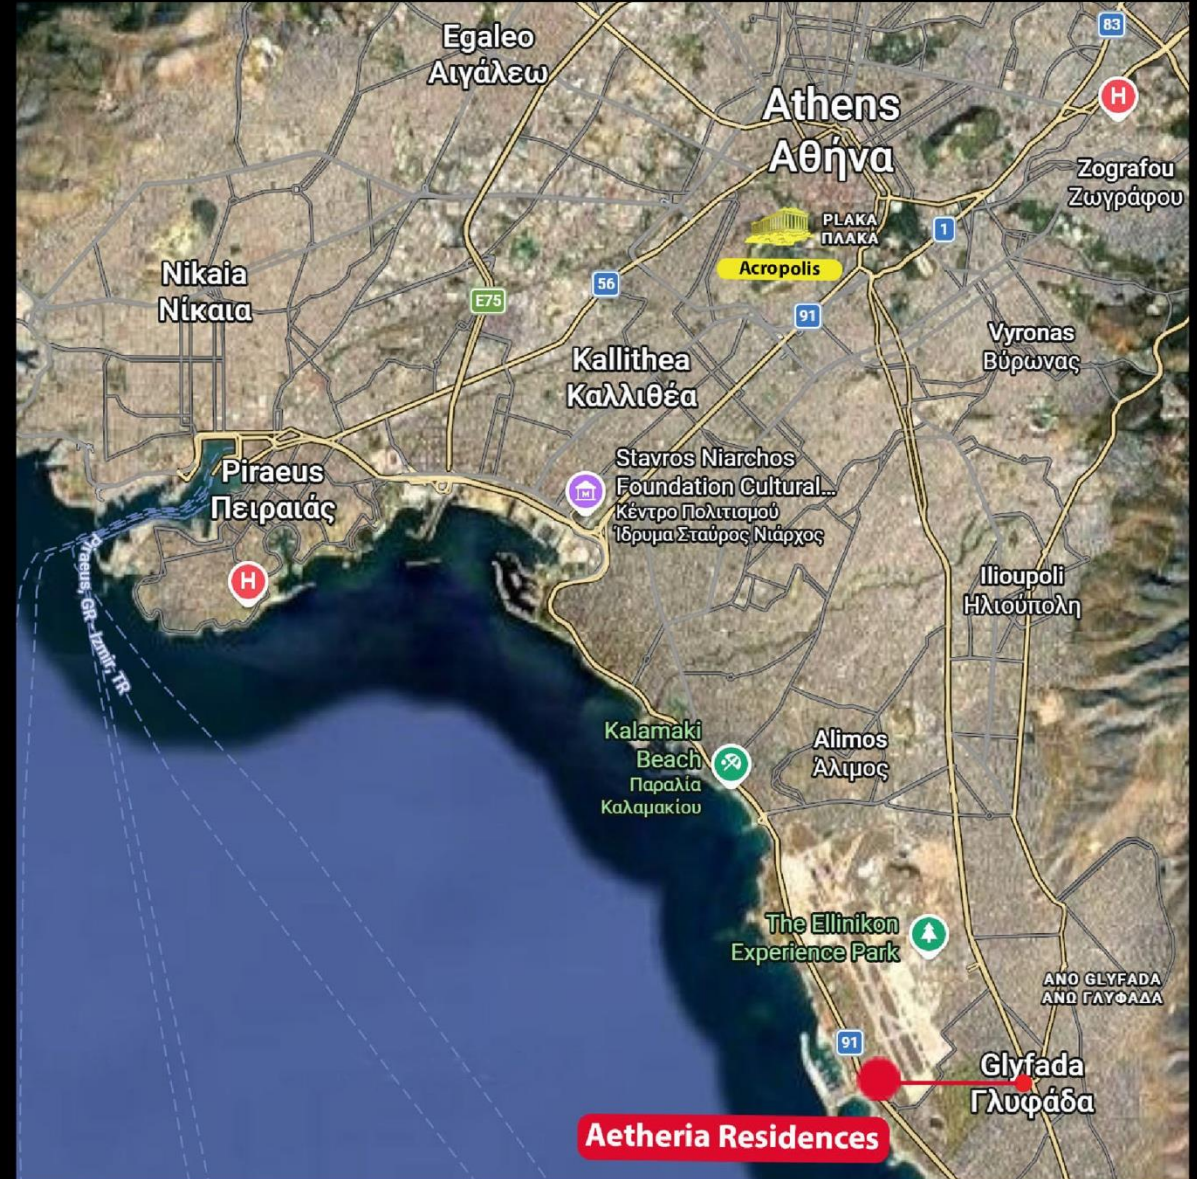 Egaleo
Αιγάλεω
83
H
Athens
Αθήνα
Zografou
Ζωγράφου
PLAKA
ΠΛΑΚΑ
1
Acropolis
Nikaia
Νίκαια
E75
56
91
Vyronas
Βύρωνας
Kallithea
Καλλιθέα
Piraeus
Πειραιάς
Stavros Niarchos
Foundation Cultural...
Κέντρο Πολιτισμού
Ίδρυμα Σταύρος Νιάρχος
H
Piraeus, GR - Izmir, TR
Ilioupoli
Ηλιούπολη
Kalamaki
Beach
Παραλία
Καλαμακίου
Alimos
Άλιμος
The Ellinikon
Experience Park
ANO GLYFADA
ΑΝΩ ΓΛΥΦΑΔΑ
91
Glyfada
Γλυφάδα
Aetheria Residences